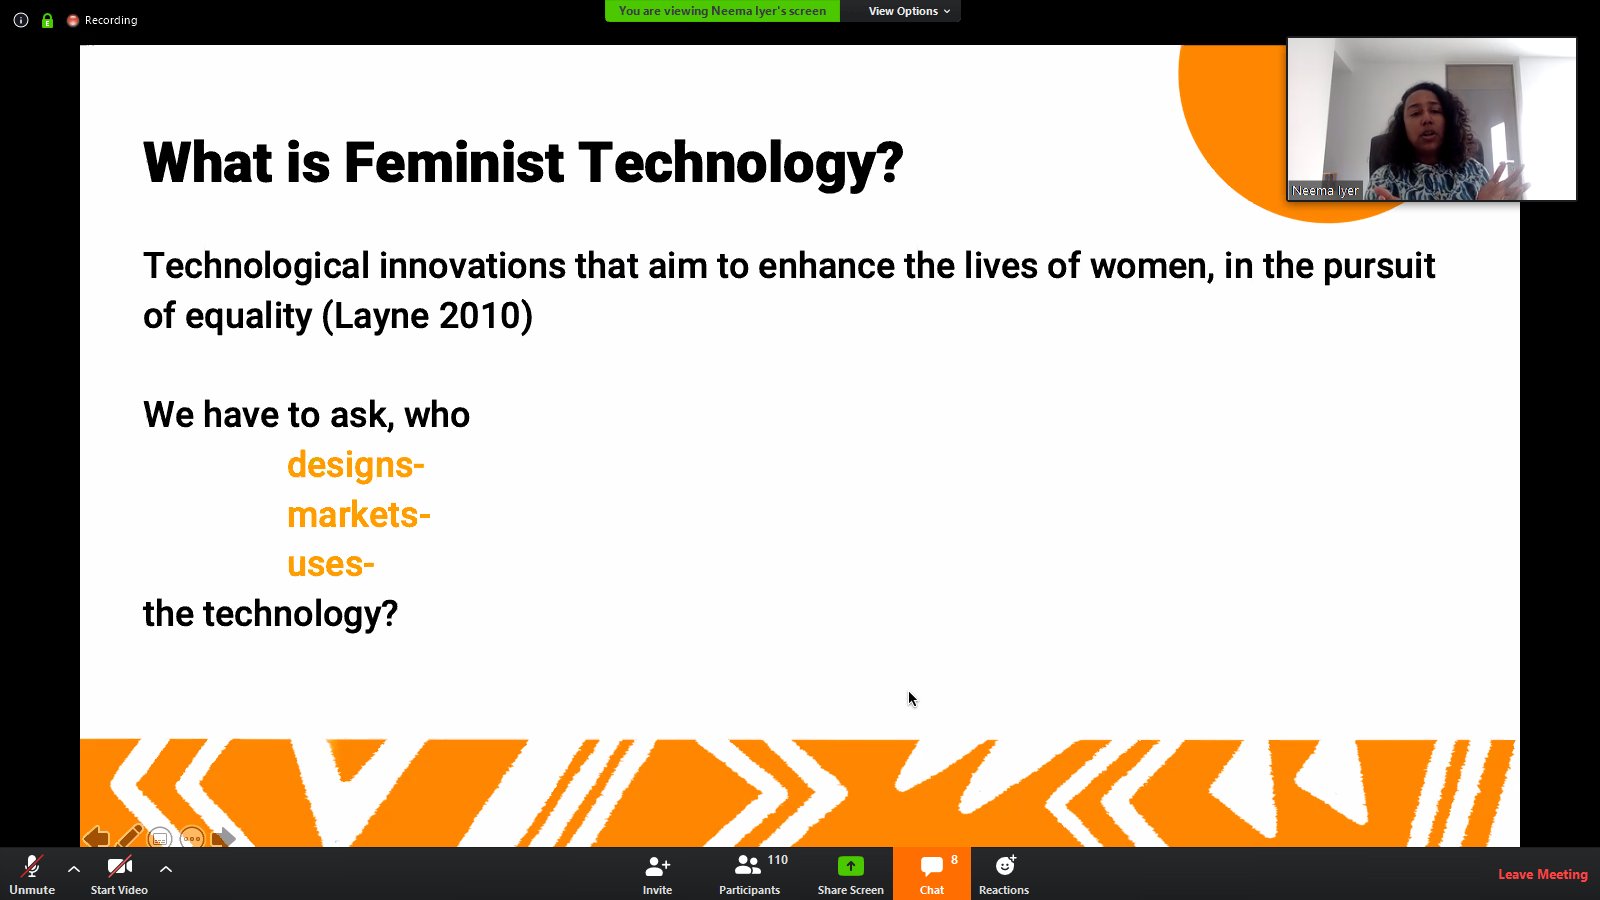 Recording
You are viewing Neema Iyer's screen
View Options
What is Feminist Technology?
Neema Iyer
Technological innovations that aim to enhance the lives of women, in the pursuit
of equality (Layne 2010)
We have to ask, who
designs-
markets-
uses-
the technology?
Unmute
Start Video
Invite
110
Participants
Share Screen
8
Chat
Reactions
Leave Meeting